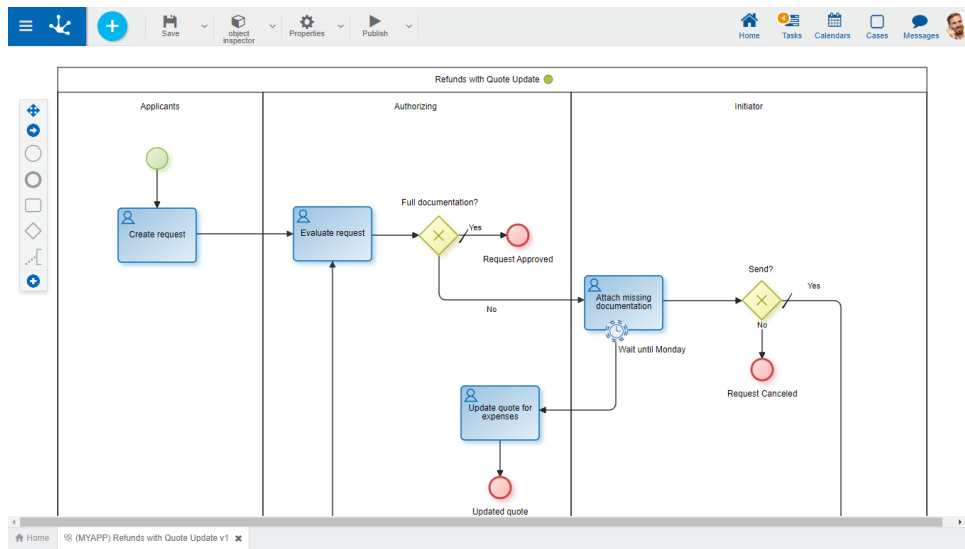 Save
object
inspector
Properties
Publish
Home
4
Tasks
Calendars
Cases
Messages
Refunds with Quote Update
Applicants
Authorizing
Initiator
Create request
Evaluate request
Full documentation?
Yes
Request Approved
No
Attach missing
documentation
Wait until Monday
Send?
Yes
No
Request Canceled
Update quote for
expenses
Updated quote
Home
(MYAPP) Refunds with Quote Update v1